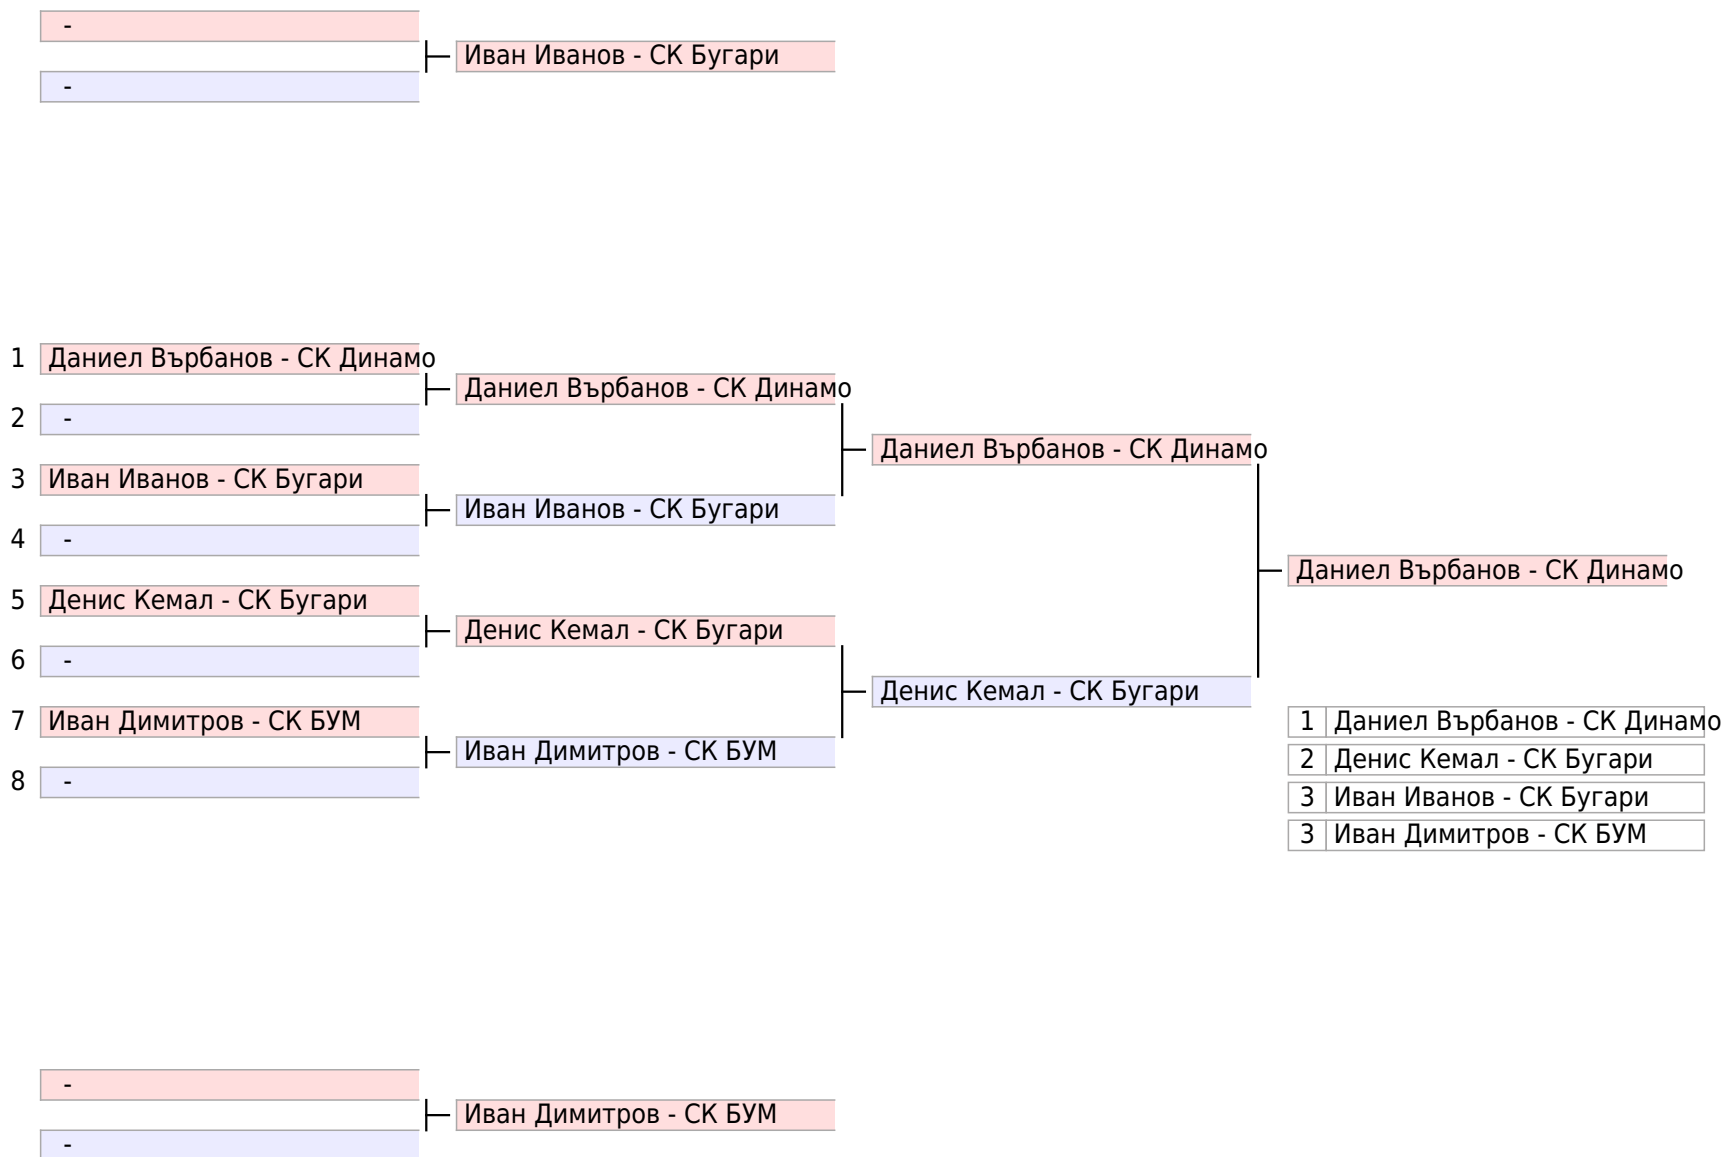 -
Иван Иванов - СК Бугари
-
1 Даниел Върбанов - СК Динамо
Даниел Върбанов - СК Динамо
2 -
Даниел Върбанов - СК Динамо
3 Иван Иванов - СК Бугари
Иван Иванов - СК Бугари
4 -
Даниел Върбанов - СК Динамо
5 Денис Кемал - СК Бугари
Денис Кемал - СК Бугари
6 -
Денис Кемал - СК Бугари
7 Иван Димитров - СК БУМ
Иван Димитров - СК БУМ
8 -
1 Даниел Върбанов - СК Динамо
2 Денис Кемал - СК Бугари
3 Иван Иванов - СК Бугари
3 Иван Димитров - СК БУМ
-
Иван Димитров - СК БУМ
-